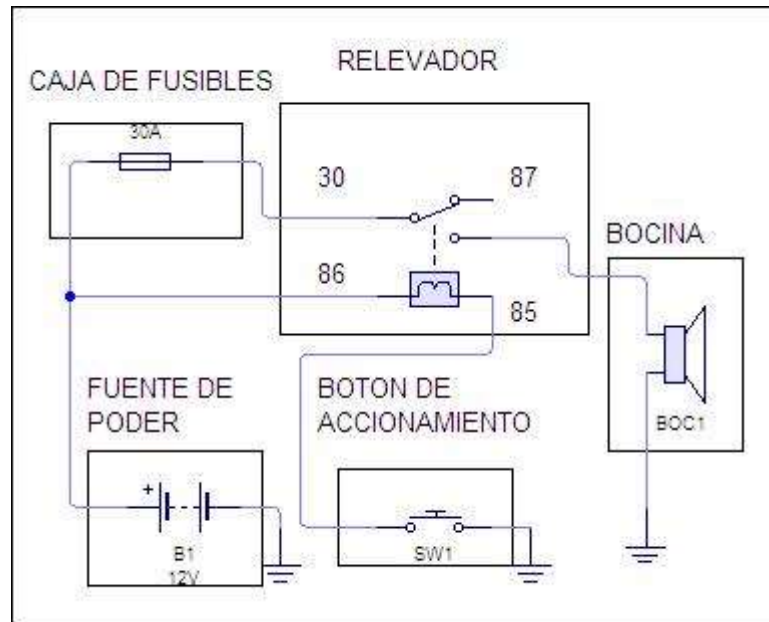 RELEVADOR
CAJA DE FUSIBLES
30A
30
87
BOCINA
86
85
FUENTE DE
PODER
BOTON DE
ACCIONAMIENTO
BOC1
+
B1
12V
SW1